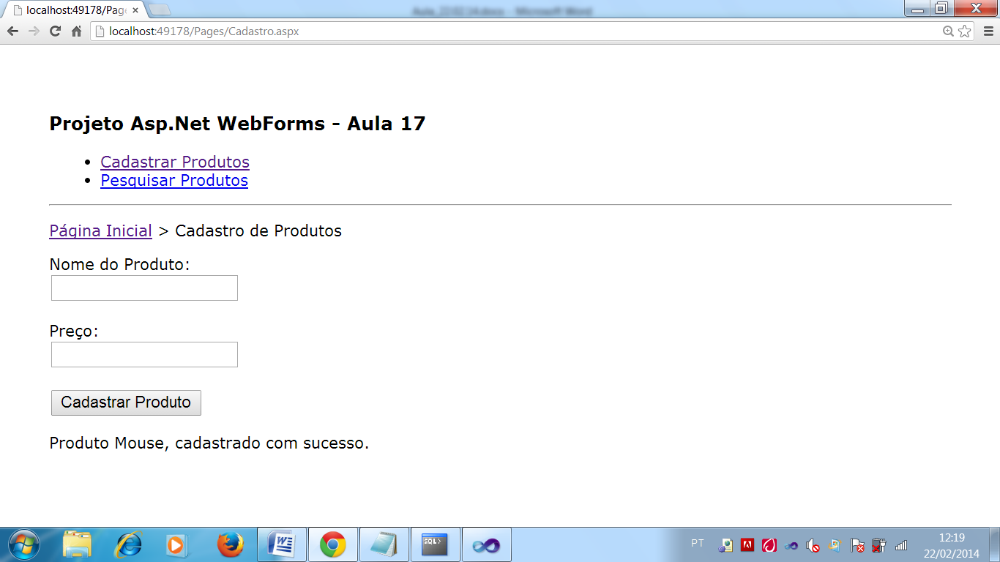 localhost:49178/Page
Aula_22.02.14.docx - Microsoft Word
localhost:49178/Pages/Cadastro.aspx
Projeto Asp.Net WebForms - Aula 17
Cadastrar Produtos
Pesquisar Produtos
Página Inicial > Cadastro de Produtos
Nome do Produto:
Preço:
Cadastrar Produto
Produto Mouse, cadastrado com sucesso.
SQL>
PT
12:19
22/02/2014